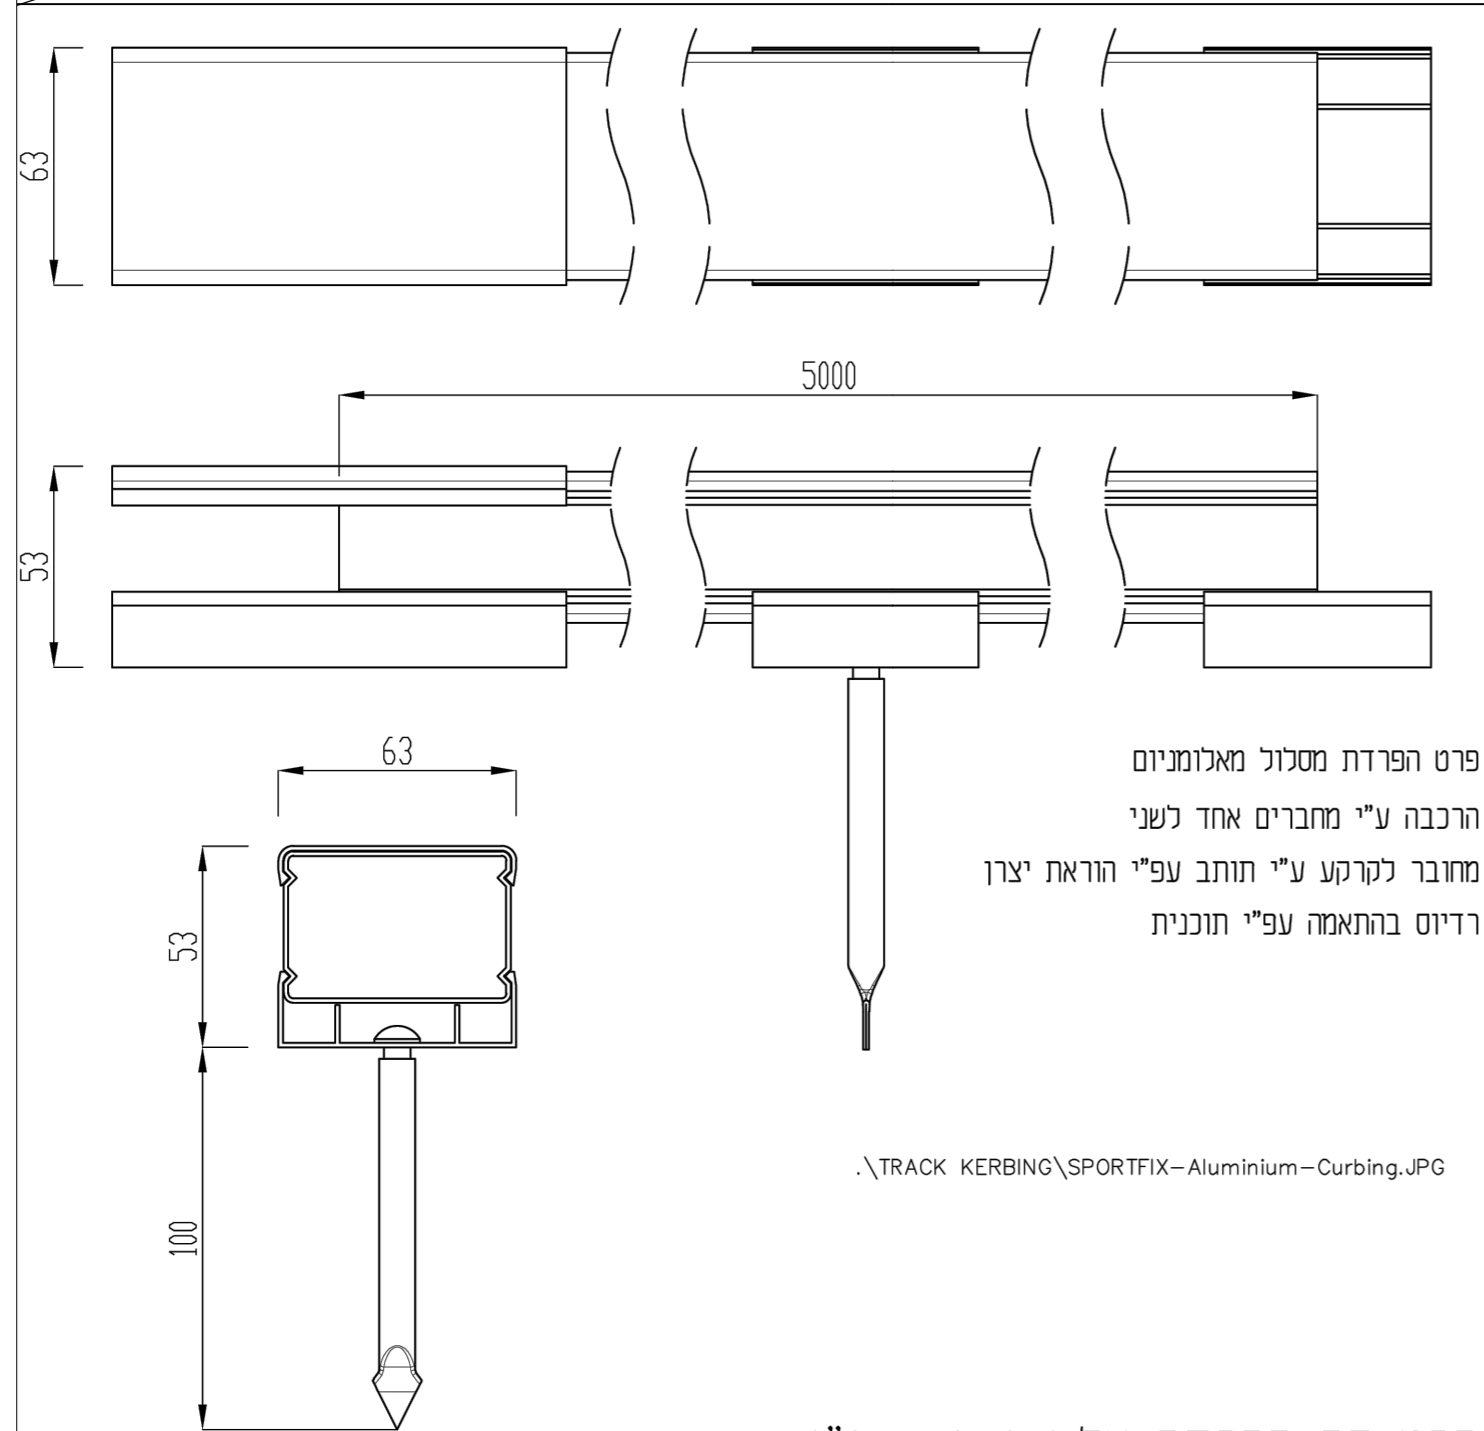 63
5000
53
63
53
100
פרט הפרדת מסלול מאלומניום
הרכבה ע"י מחברים אחד לשני
מחובר לקרקע ע"י תותב עפ"י הוראת יצרן
רדיוס בהתאמה עפ"י תוכנית
.\TRACK KERBING\SPORTFIX-Aluminium-Curbing.JPG